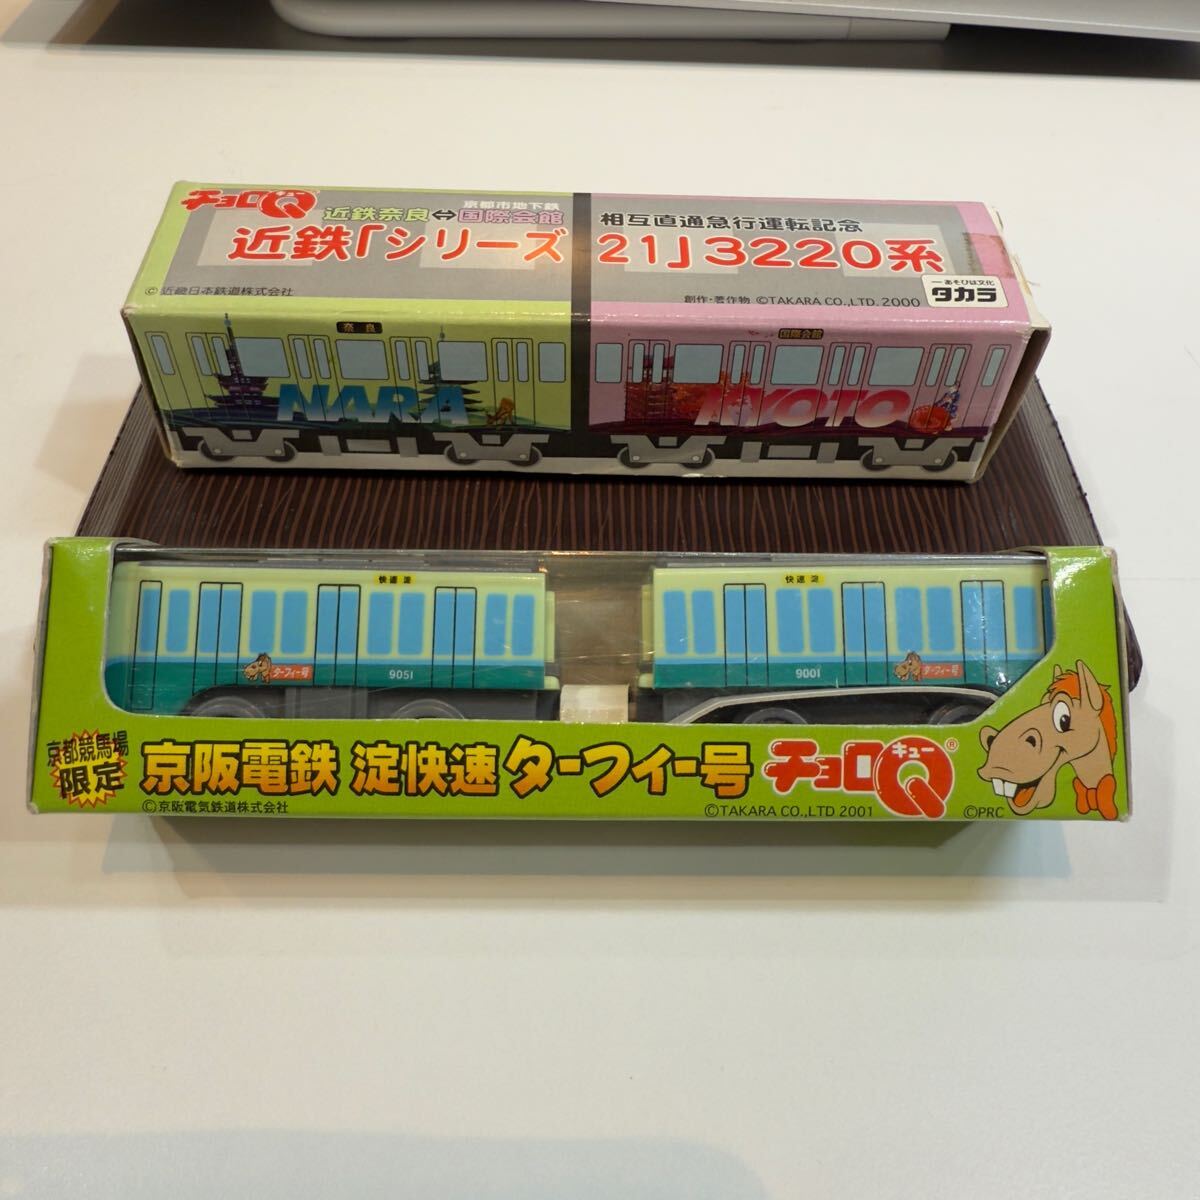 チョロQ
京都市地下鉄
近鉄奈良⇔国際会館 相互直通急行運転記念
近鉄「シリーズ21」3220系
©近畿日本鉄道株式会社
創作・著作物 ©TAKARA CO.,LTD. 2000
あそびは文化
タカラ
奈良
国際会館
NARA
KYOTO
快速 淀
快速 淀
ターフィー号
9051
9001
ターフィー号
京都競馬場
限定
京阪電鉄 淀快速 ターフィー号
チョロQ
キュー
®
©京阪電気鉄道株式会社
©TAKARA CO.,LTD 2001
©PRC